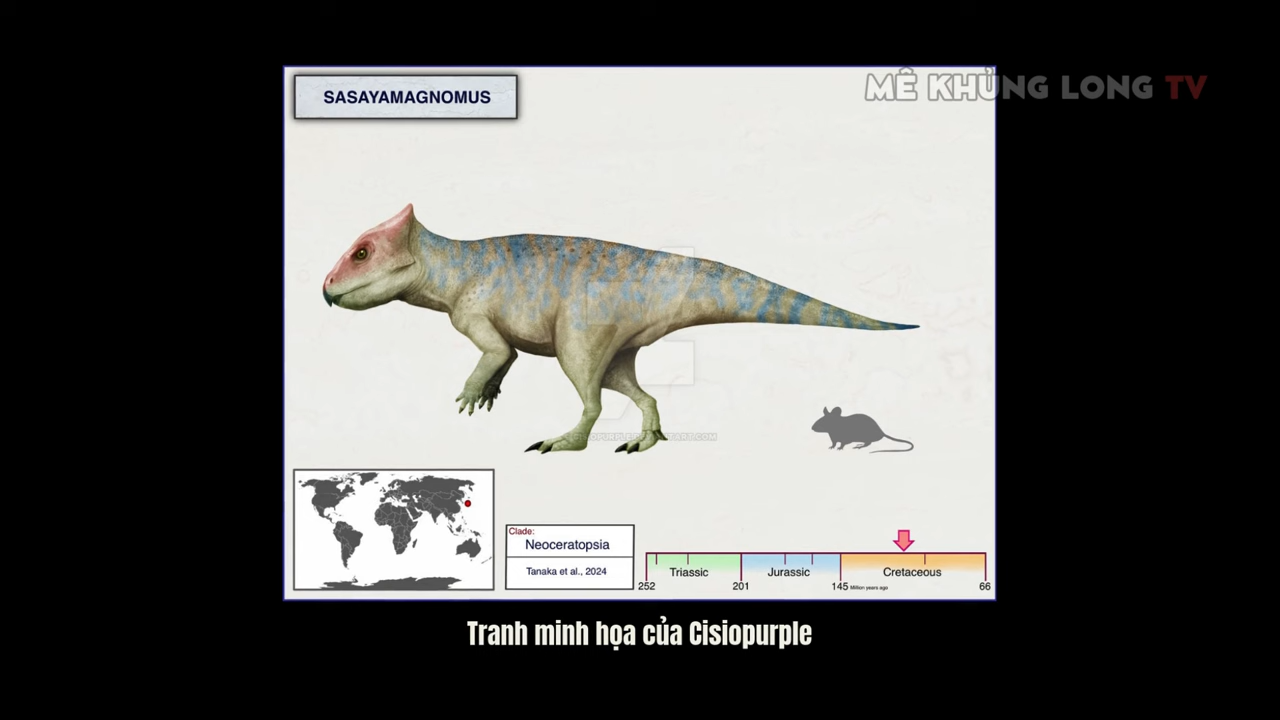 SASAYAMAGNOMUS
MÊ KHỦNG LONG TV
Clade:
Neoceratopsia
Tanaka et al., 2024
Triassic
Jurassic
Cretaceous
252
201
145 Million years ago
66
Tranh minh họa của Cisiopurple